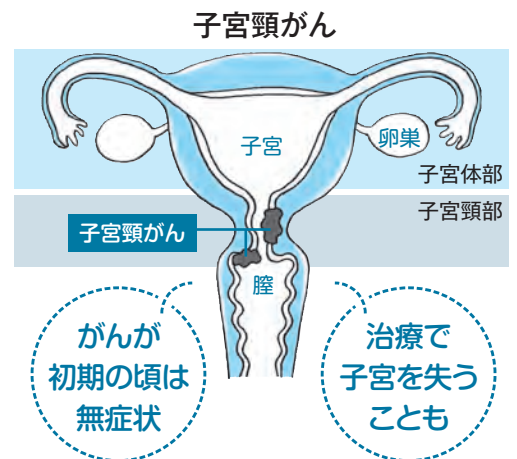 子宮頸がん
子宮
卵巣
子宮体部
子宮頸部
子宮頸がん
膣
がんが
初期の頃は
無症状
治療で
子宮を失う
ことも